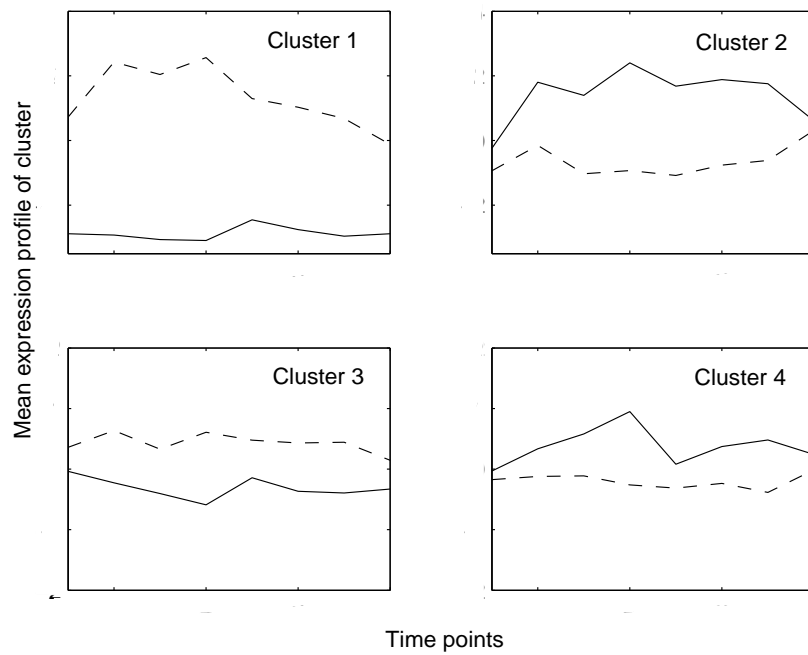 Cluster 1
Cluster 2
Mean expression profile of cluster
Cluster 3
Cluster 4
Time points